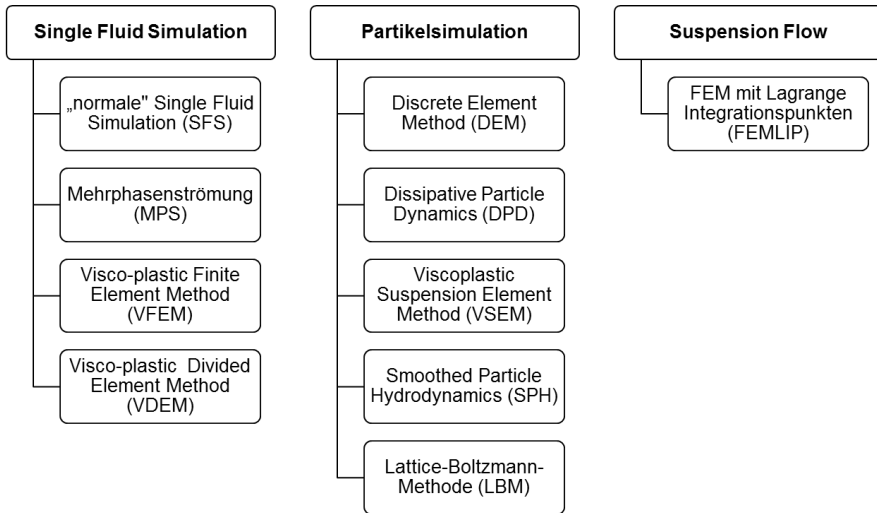 Single Fluid Simulation
„normale" Single Fluid
Simulation (SFS)
Mehrphasenströmung
(MPS)
Visco-plastic Finite
Element Method
(VFEM)
Visco-plastic Divided
Element Method
(VDEM)
Partikelsimulation
Discrete Element
Method (DEM)
Dissipative Particle
Dynamics (DPD)
Viscoplastic
Suspension Element
Method (VSEM)
Smoothed Particle
Hydrodynamics (SPH)
Lattice-Boltzmann-
Methode (LBM)
Suspension Flow
FEM mit Lagrange
Integrationspunkten
(FEMLIP)